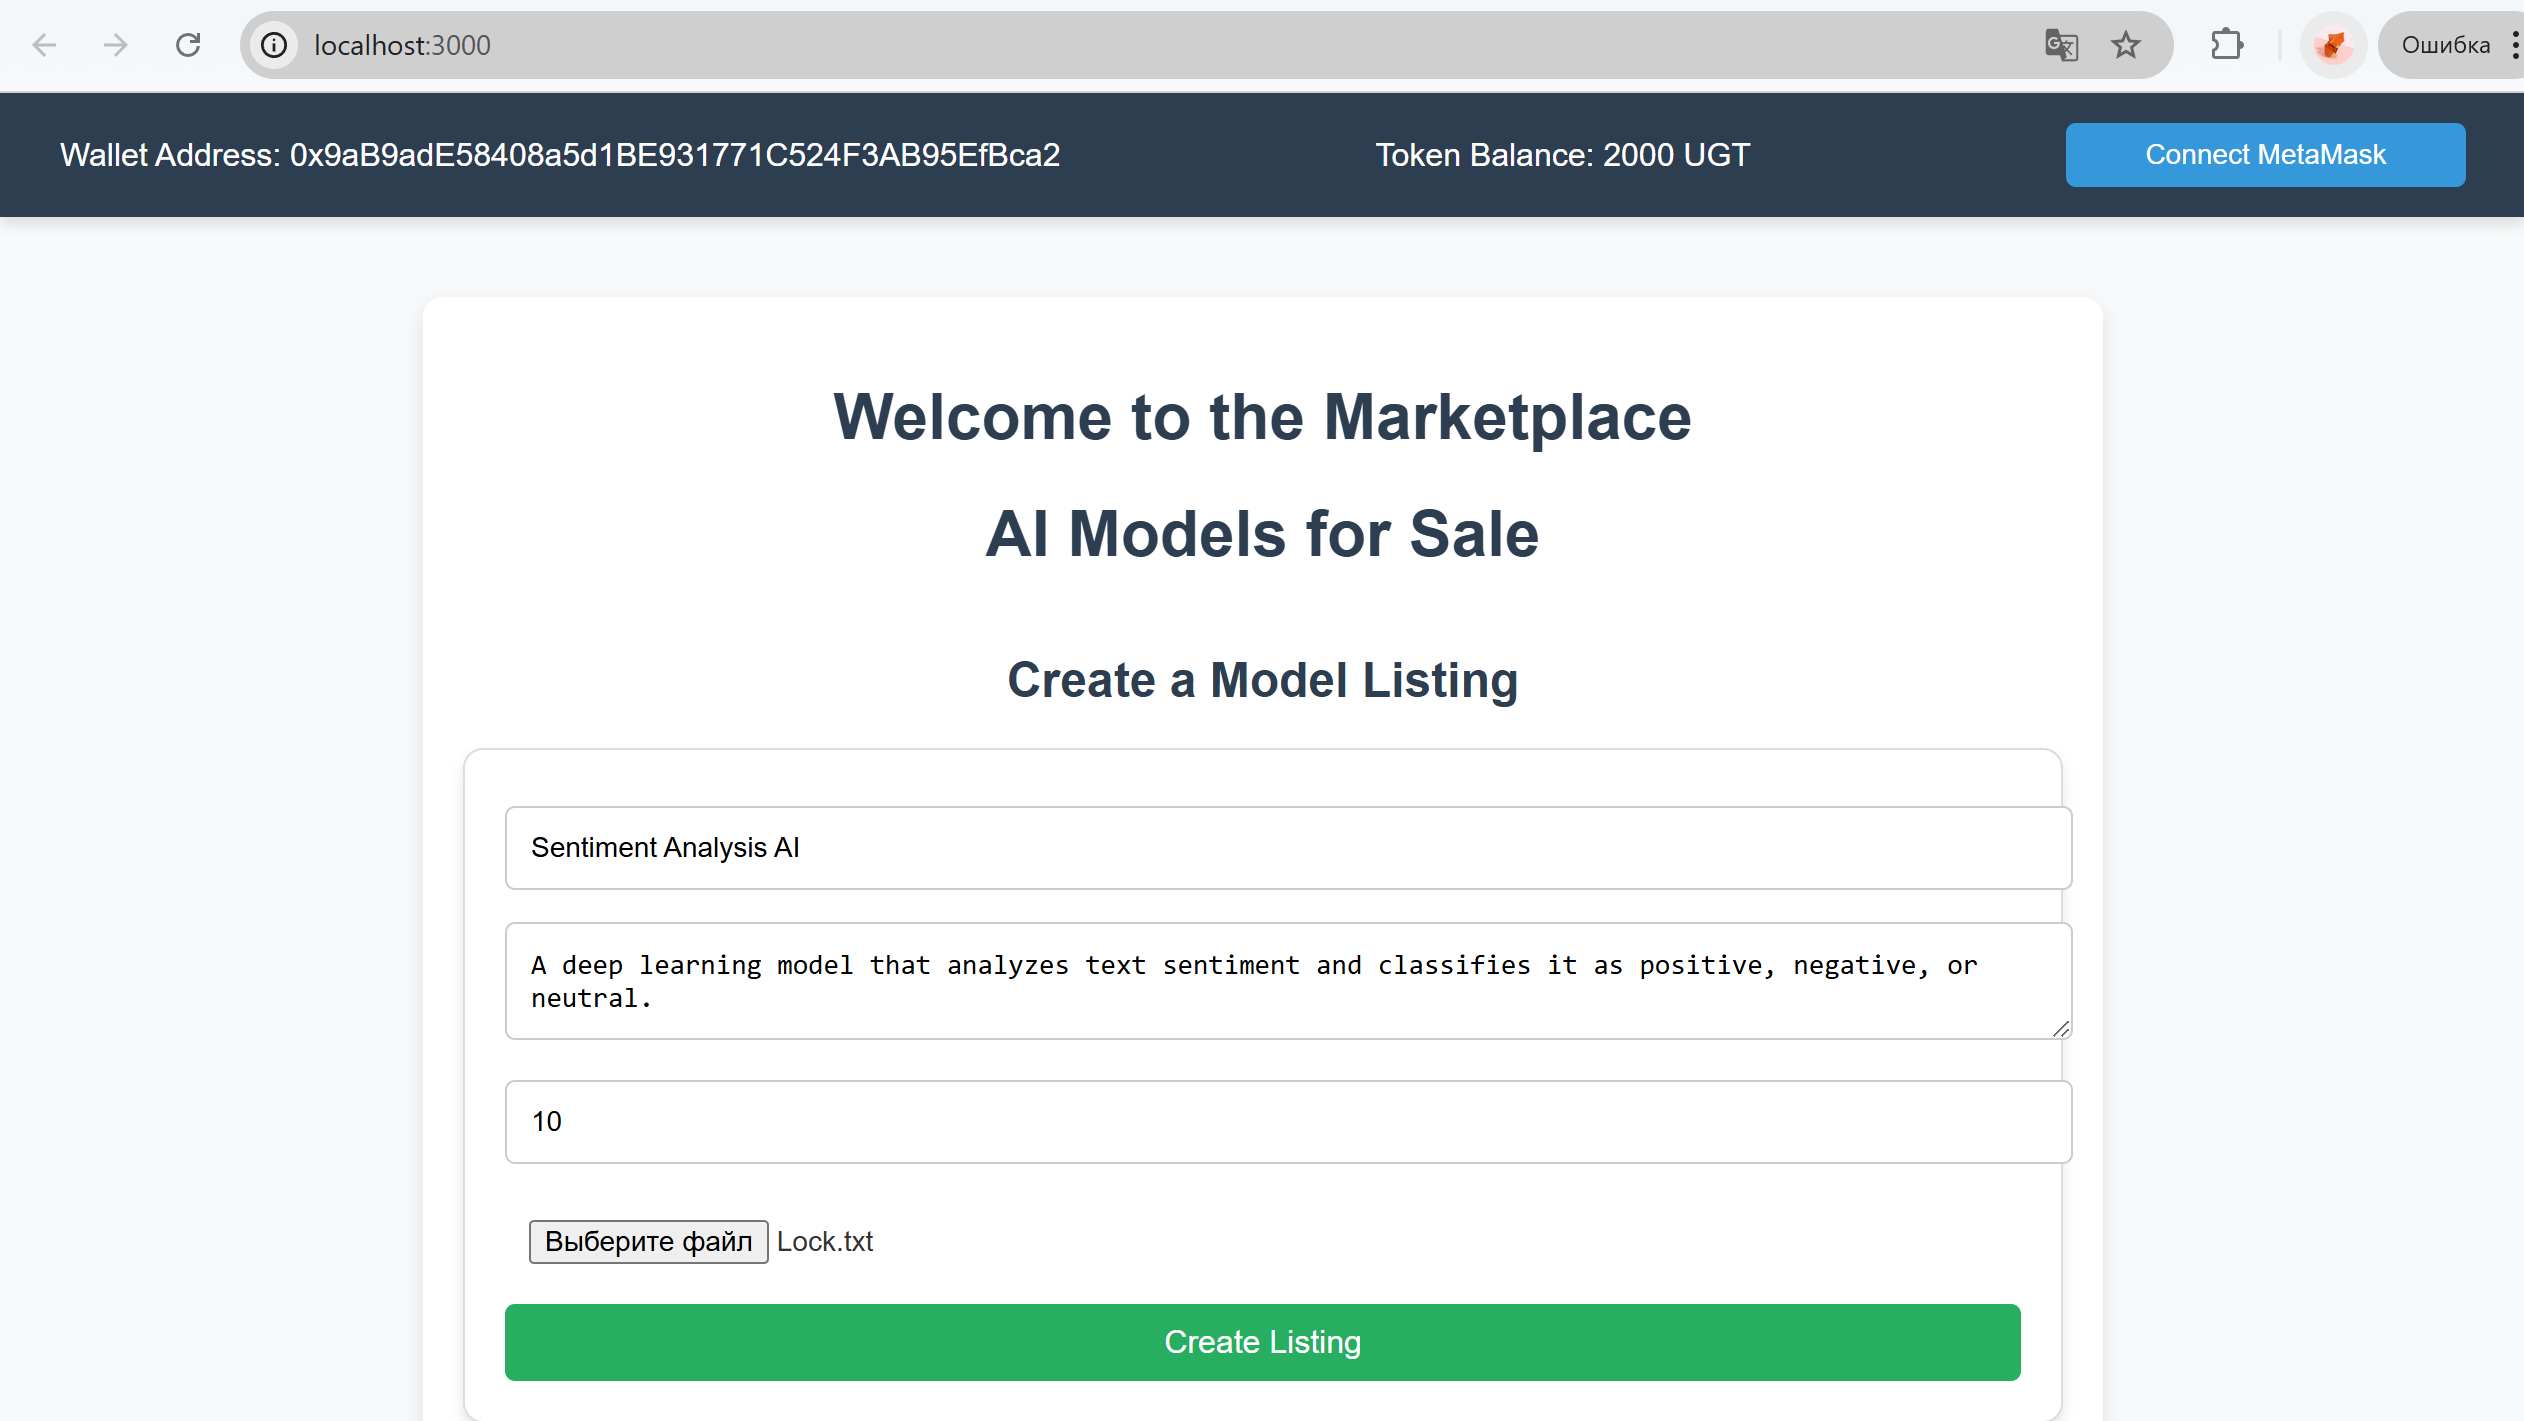 localhost:3000
Ошибка
Wallet Address: 0x9aB9adE58408a5d1BE931771C524F3AB95EfBca2
Token Balance: 2000 UGT
Connect MetaMask
Welcome to the Marketplace
AI Models for Sale
Create a Model Listing
Sentiment Analysis AI
A deep learning model that analyzes text sentiment and classifies it as positive, negative, or
neutral.
10
Выберите файл Lock.txt
Create Listing